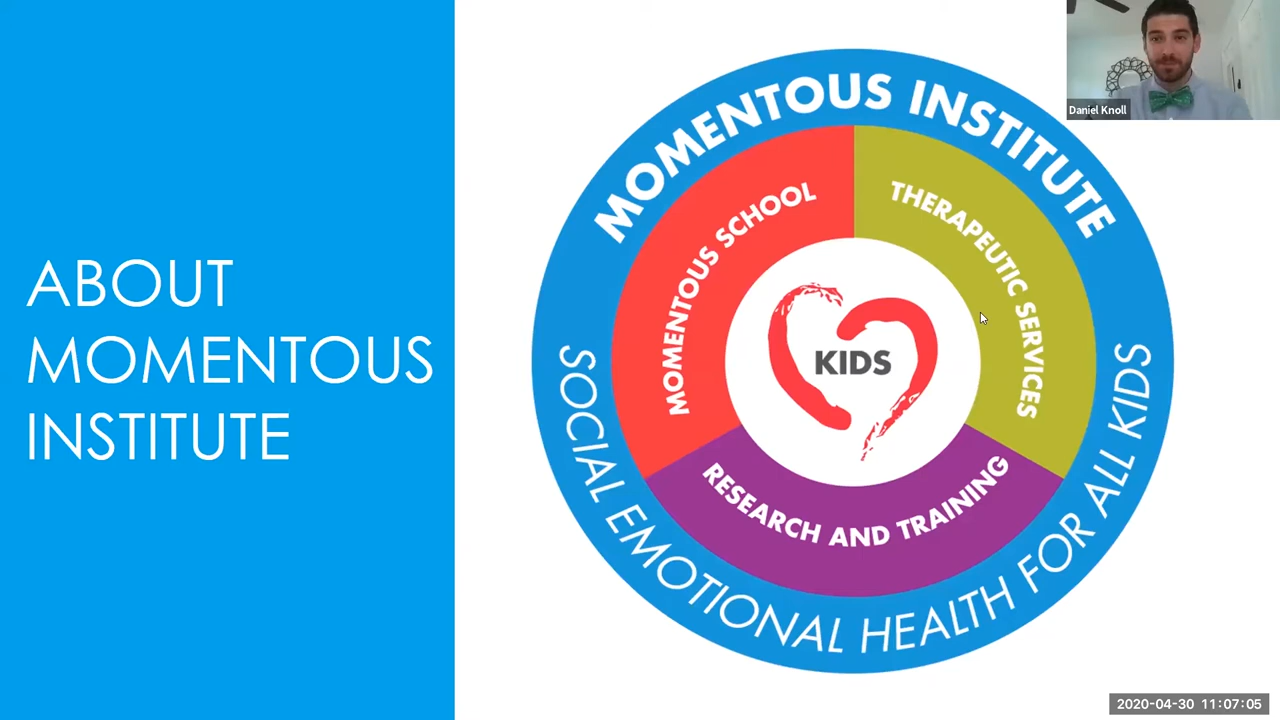 ABOUT
MOMENTOUS
INSTITUTE
MOMENTOUS INSTITUTE
MOMENTOUS SCHOOL
THERAPEUTIC SERVICES
KIDS
RESEARCH AND TRAINING
SOCIAL EMOTIONAL HEALTH FOR ALL KIDS
Daniel Knoll
2020-04-30 11:07:05